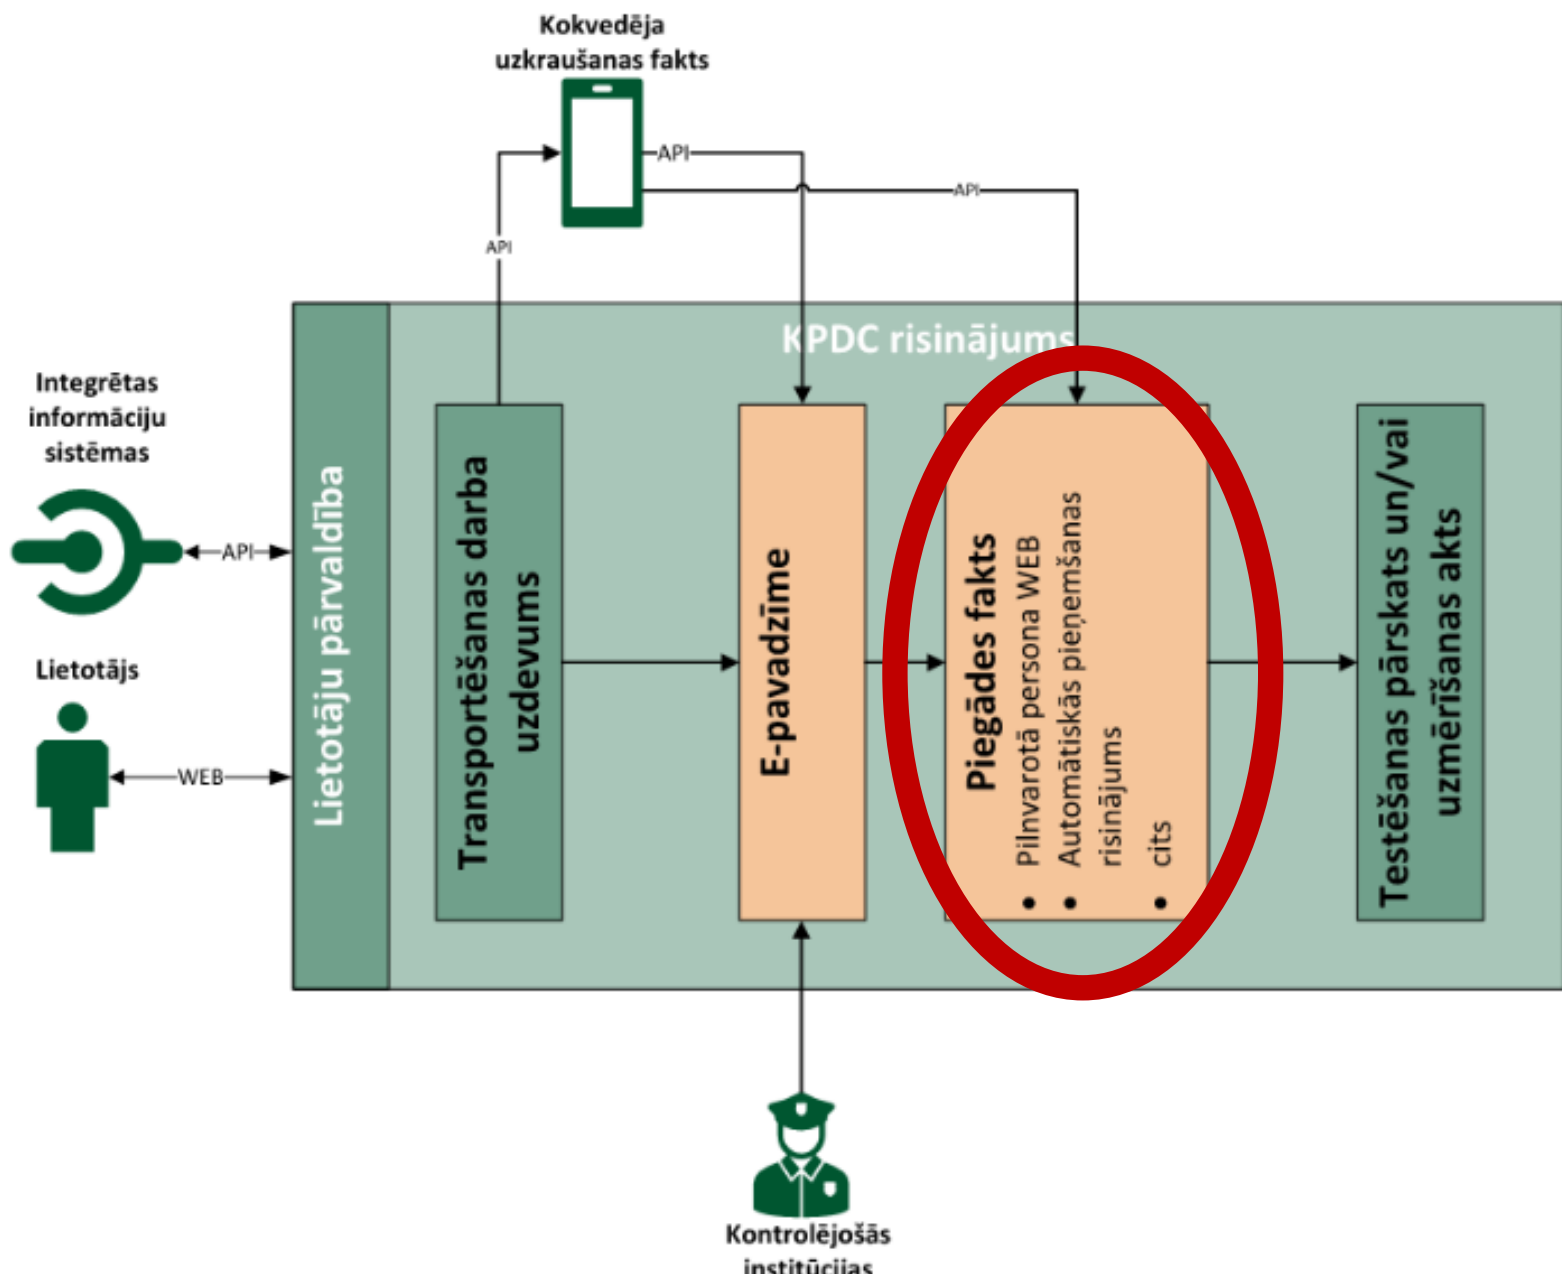 Kokvedēja
uzkraušanas fakts
API
API
API
KPDC risinājums
Integrētas
informāciju
sistēmas
API
Lietotājs
WEB
Lietotāju pārvaldība
Transportēšanas darba
uzdevums
E-pavadzīme
Piegādes fakts
• Pilnvarotā persona WEB
• Automātiskās pieņemšanas
risinājums
• cits
Testēšanas pārskats un/vai
uzmērīšanas akts
Kontrolējošās
institūcijas